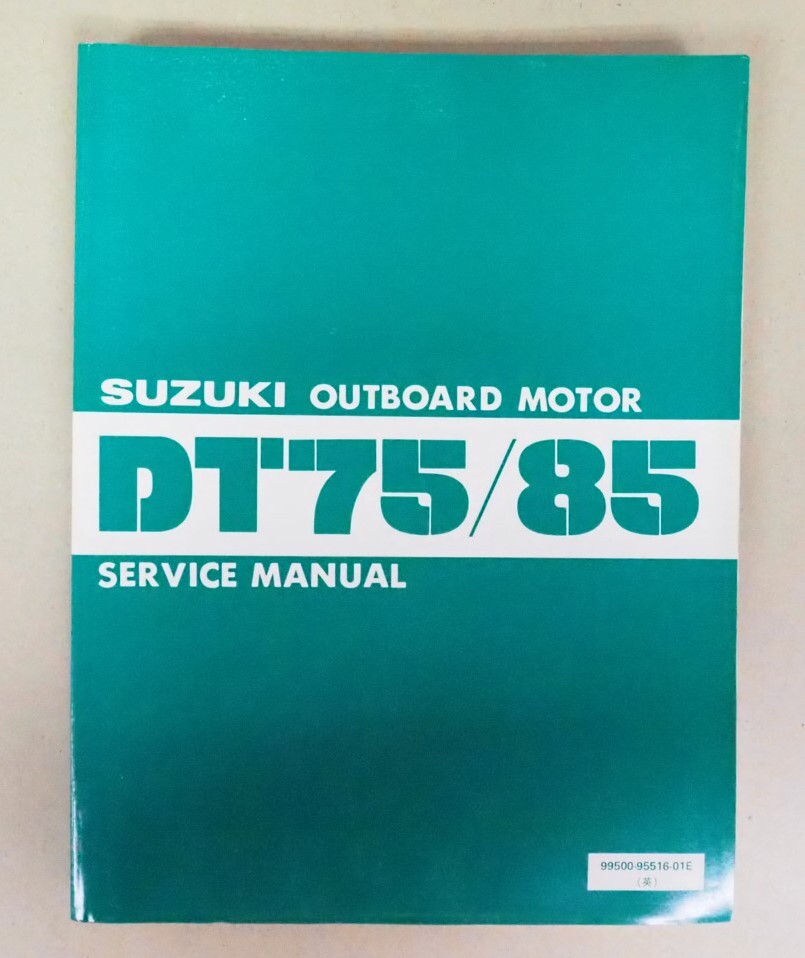 SUZUKI OUTBOARD MOTOR
DT75/85
SERVICE MANUAL
99500-95516-01E
(英)